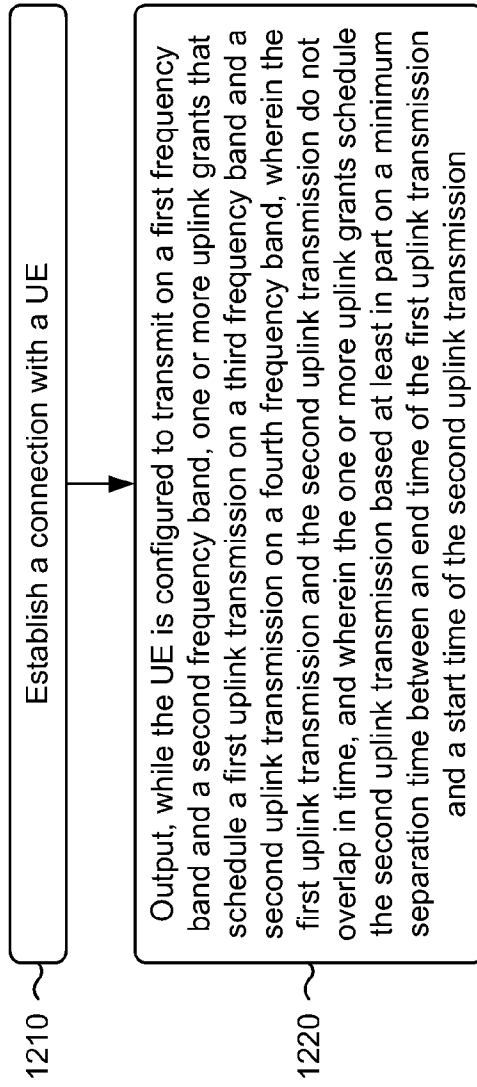 1210
Establish a connection with a UE
1220
Output, while the UE is configured to transmit on a first frequency
band and a second frequency band, one or more uplink grants that
schedule a first uplink transmission on a third frequency band and a
second uplink transmission on a fourth frequency band, wherein the
first uplink transmission and the second uplink transmission do not
overlap in time, and wherein the one or more uplink grants schedule
the second uplink transmission based at least in part on a minimum
separation time between an end time of the first uplink transmission
and a start time of the second uplink transmission